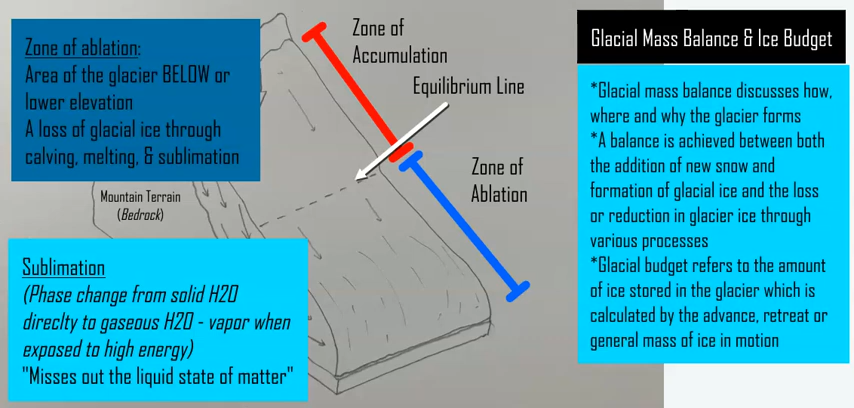 Zone of ablation:
Area of the glacier BELOW or
lower elevation
A loss of glacial ice through
calving, melting, & sublimation
Zone of
Accumulation
Equilibrium Line
Zone of
Ablation
Mountain Terrain
(Bedrock)
Sublimation
(Phase change from solid H2O
direclty to gaseous H2O - vapor when
exposed to high energy)
"Misses out the liquid state of matter"
Glacial Mass Balance & Ice Budget
*Glacial mass balance discusses how,
where and why the glacier forms
*A balance is achieved between both
the addition of new snow and
formation of glacial ice and the loss
or reduction in glacier ice through
various processes
*Glacial budget refers to the amount
of ice stored in the glacier which is
calculated by the advance, retreat or
general mass of ice in motion